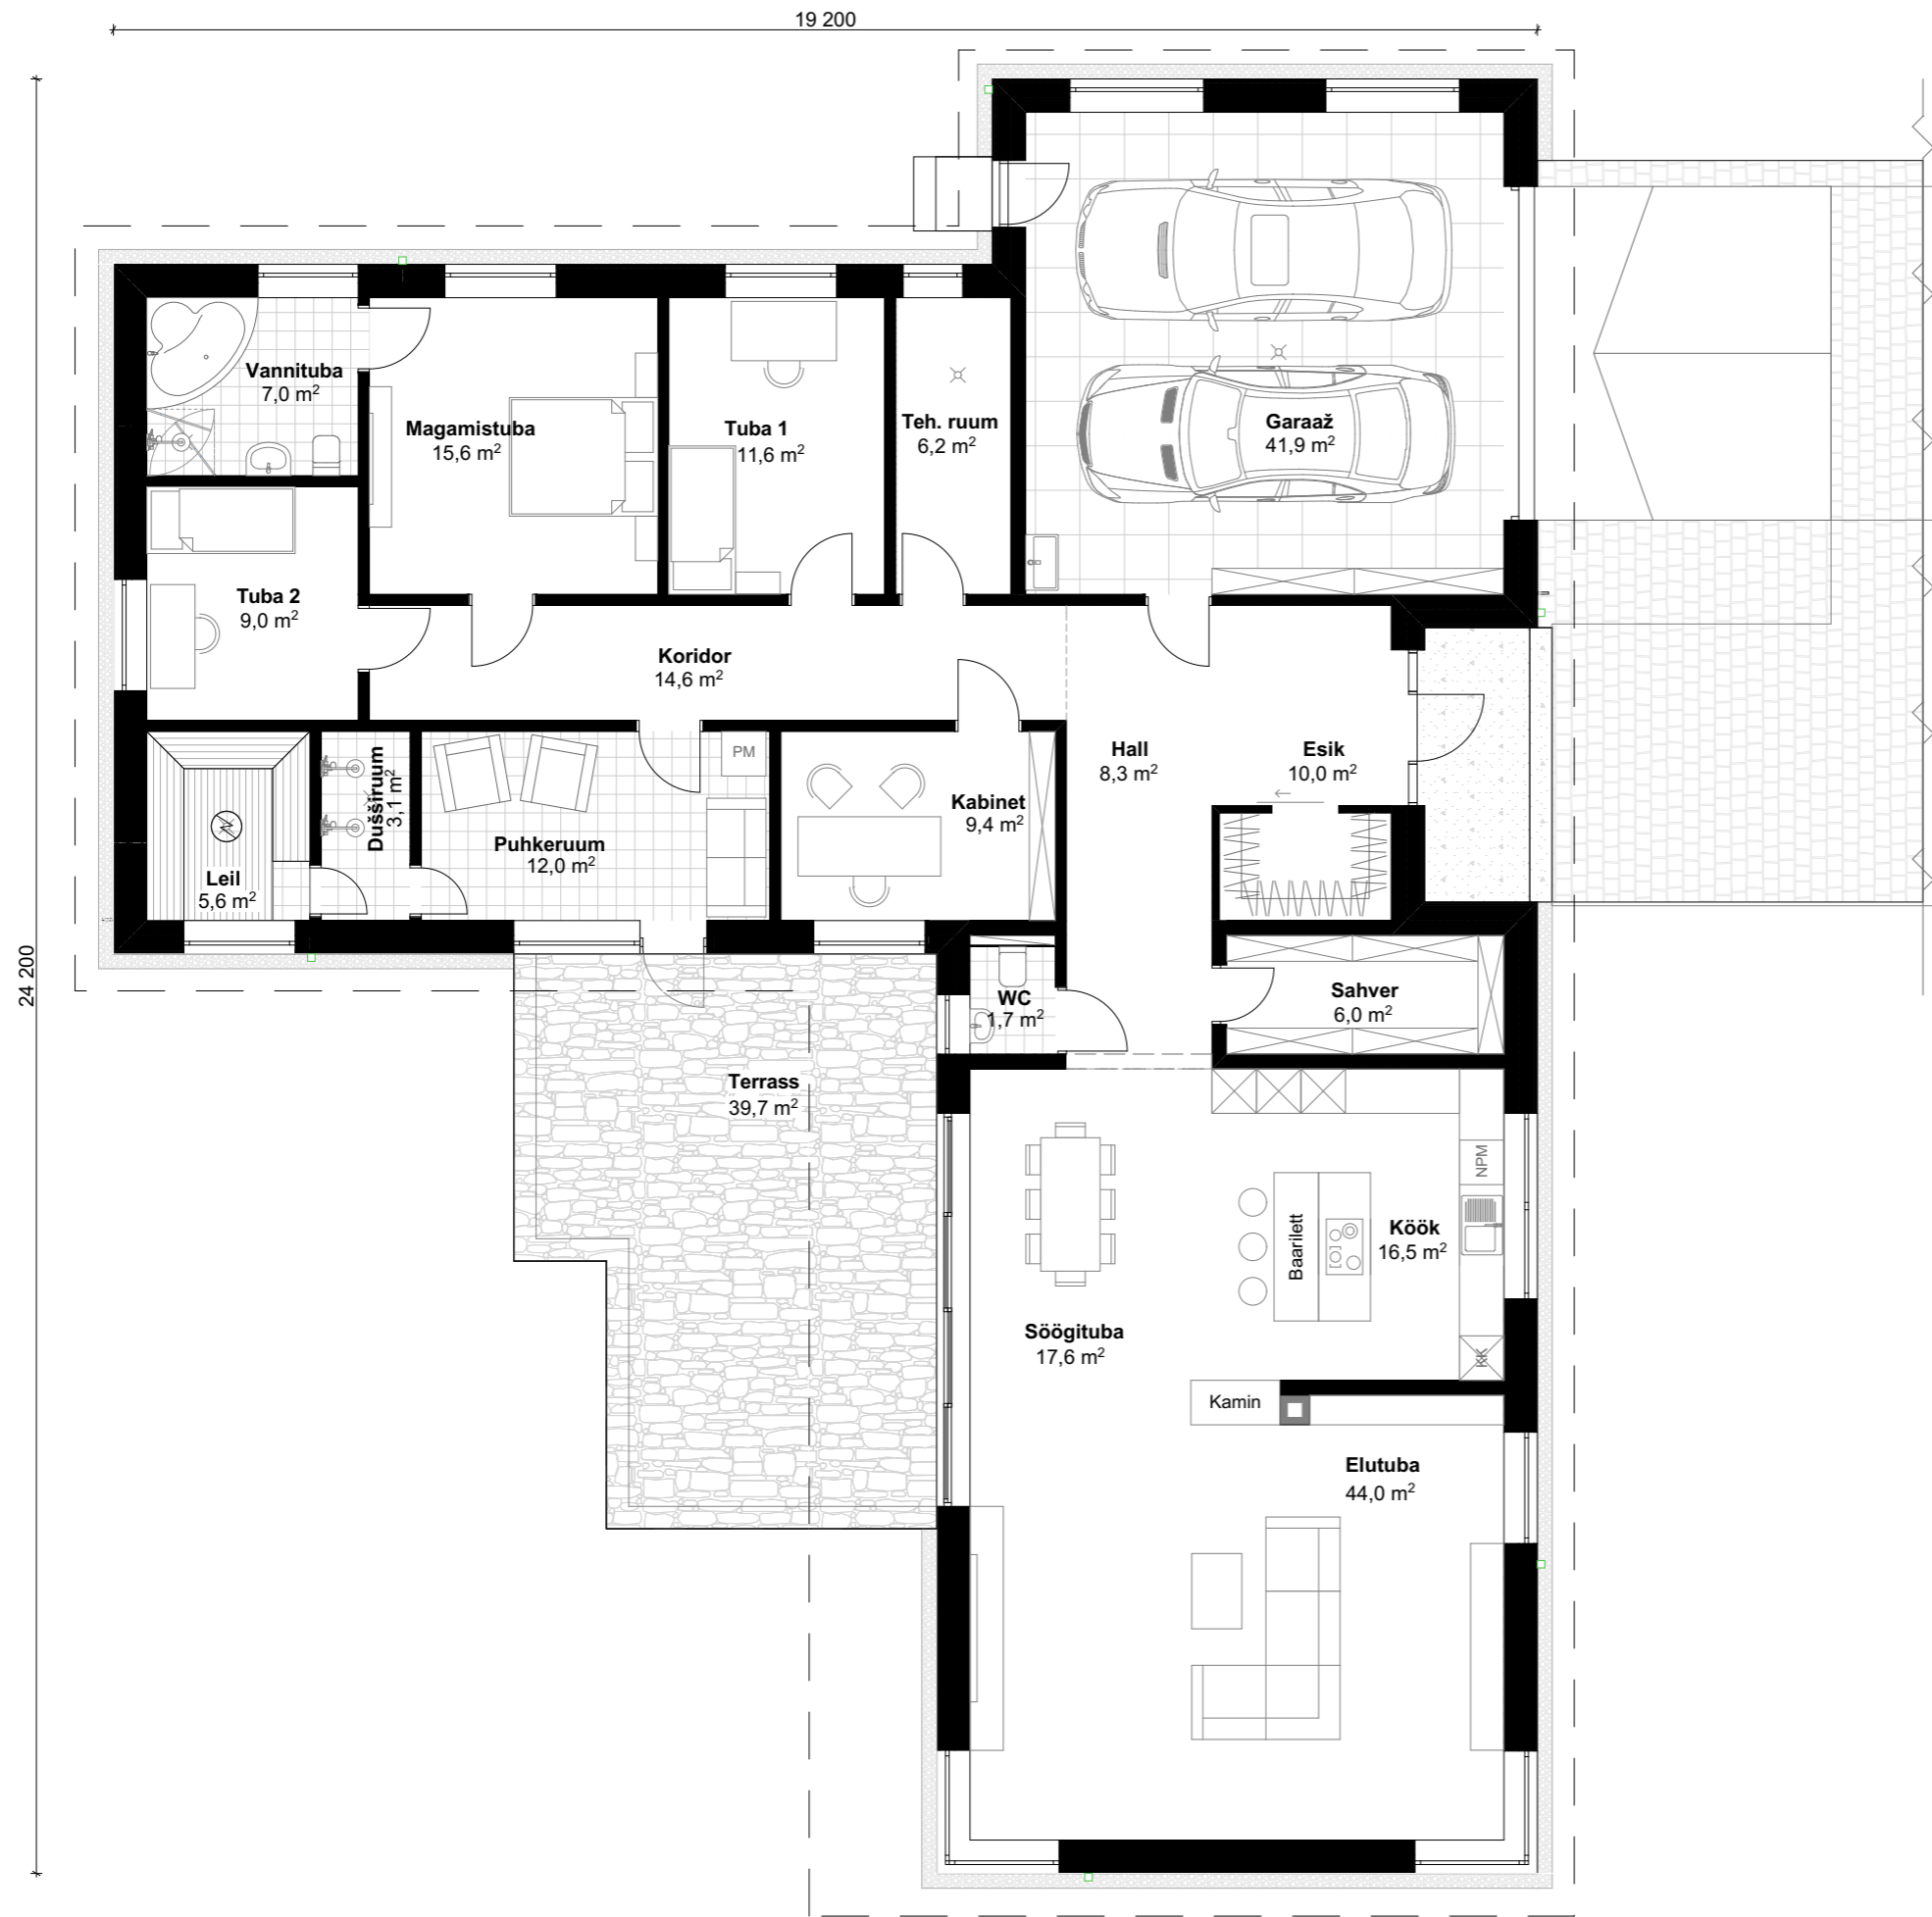 19 200
24 200
Vannituba
7,0 m²
Magamistuba
15,6 m²
Tuba 1
11,6 m²
Teh. ruum
6,2 m²
Garaaž
41,9 m²
Tuba 2
9,0 m²
Koridor
14,6 m²
Hall
8,3 m²
Esik
10,0 m²
Leil
5,6 m²
Dušširuum
3,1 m²
Puhkeruum
12,0 m²
PM
Kabinet
9,4 m²
WC
1,7 m²
Sahver
6,0 m²
Terrass
39,7 m²
NPM
Baarilett
Köök
16,5 m²
Söögituba
17,6 m²
KK
Kamin
Elutuba
44,0 m²